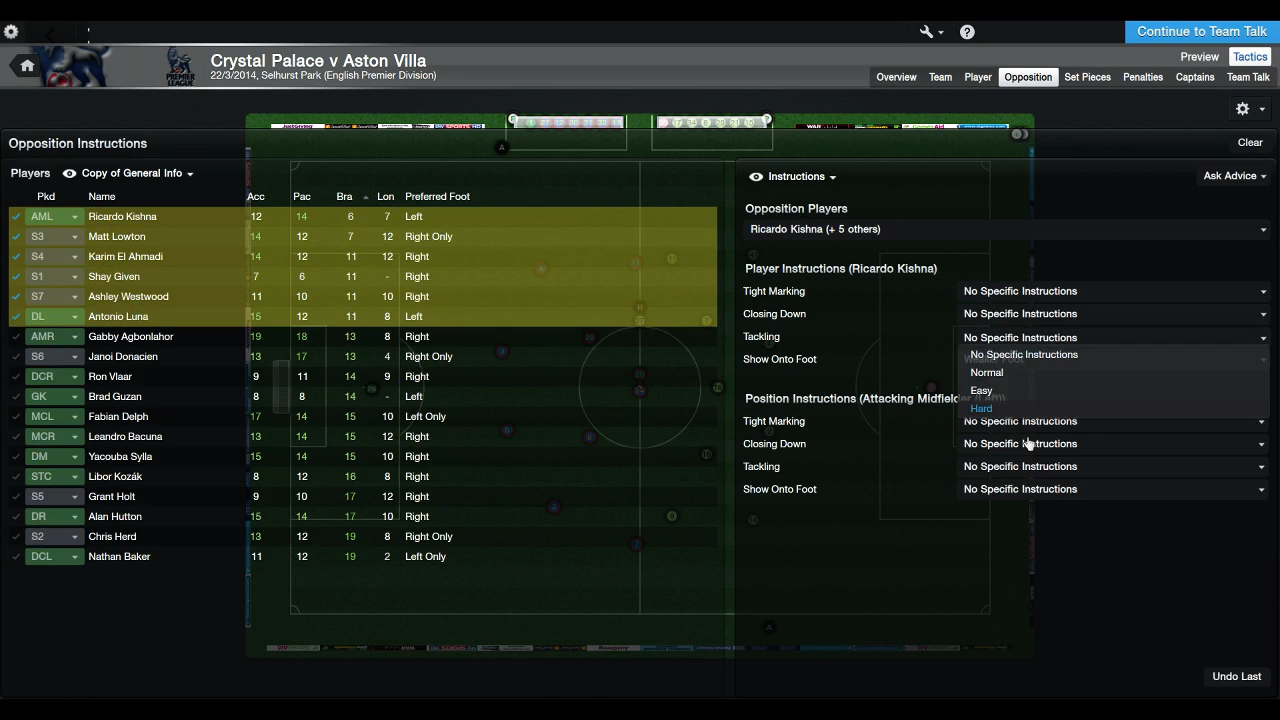 Continue to Team Talk
Crystal Palace v Aston Villa
22/3/2014, Selhurst Park (English Premier Division)
PREMIER LEAGUE
Preview Tactics
Overview Team Player Opposition Set Pieces Penalties Captains Team Talk
Opposition Instructions Clear
Players Copy of General Info
Pkd Name Acc Pac Bra Lon Preferred Foot
AML Ricardo Kishna 12 14 6 7 Left
S3 Matt Lowton 14 12 7 12 Right Only
S4 Karim El Ahmadi 14 12 11 12 Right
S1 Shay Given 7 6 11 - Right
S7 Ashley Westwood 11 10 11 10 Right
DL Antonio Luna 15 12 11 8 Left
AMR Gabby Agbonlahor 19 18 13 8 Right
S6 Janoi Donacien 13 17 13 4 Right Only
DCR Ron Vlaar 9 11 14 9 Right
GK Brad Guzan 8 8 14 - Left
MCL Fabian Delph 17 14 15 10 Left Only
MCR Leandro Bacuna 13 14 15 12 Right
DM Yacouba Sylla 15 14 15 10 Right
STC Libor Kozák 8 12 16 8 Right
S5 Grant Holt 9 10 17 12 Right
DR Alan Hutton 15 14 17 10 Right
S2 Chris Herd 13 12 19 8 Right Only
DCL Nathan Baker 11 12 19 2 Left Only
Instructions Ask Advice
Opposition Players
Ricardo Kishna (+ 5 others)
Player Instructions (Ricardo Kishna)
Tight Marking No Specific Instructions
Closing Down No Specific Instructions
Tackling No Specific Instructions
Show Onto Foot
No Specific Instructions
Normal
Easy
Hard
Position Instructions (Attacking Midfielder (Left))
Tight Marking No Specific Instructions
Closing Down No Specific Instructions
Tackling No Specific Instructions
Show Onto Foot No Specific Instructions
Undo Last